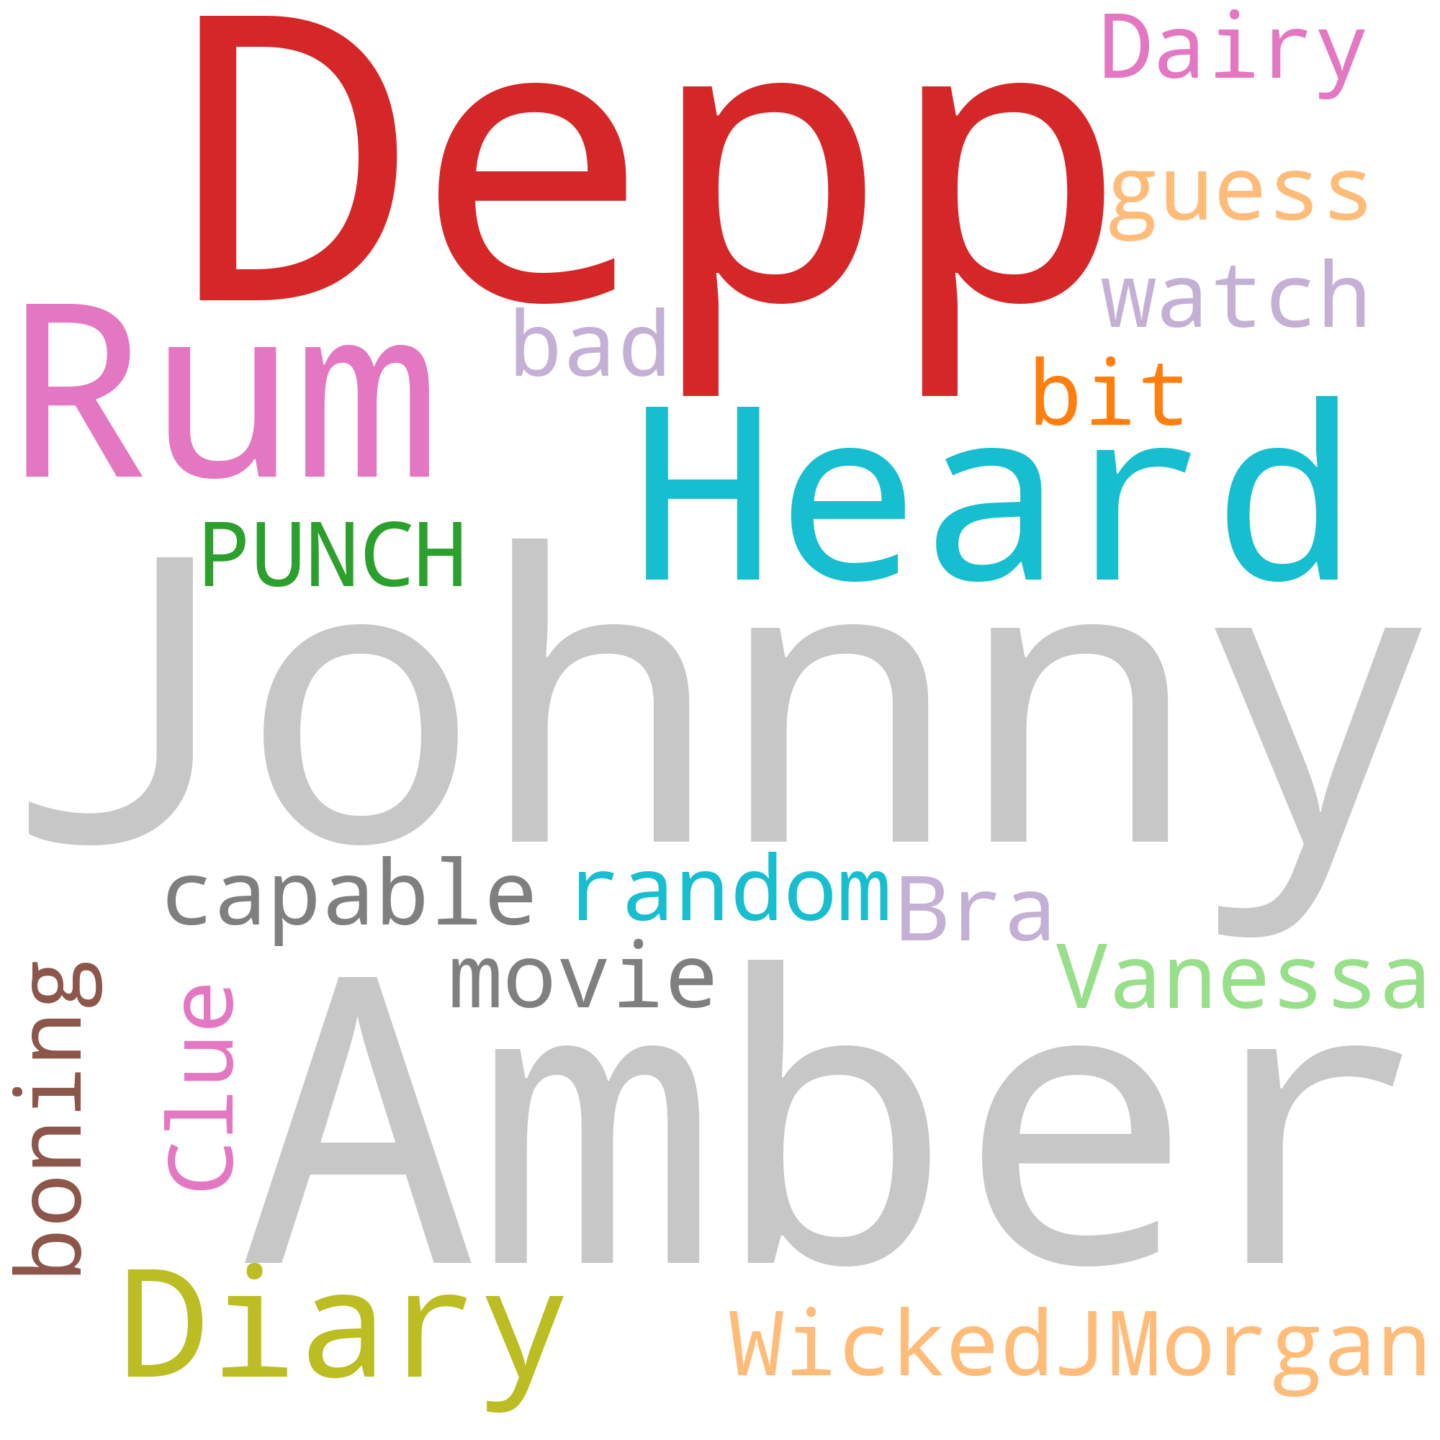 Depp
Dairy
guess
watch
Rum
bad
bit
Heard
PUNCH
Johnny
capable
random
Bra
movie
Vanessa
boning
Clue
Amber
Diary
WickedJMorgan